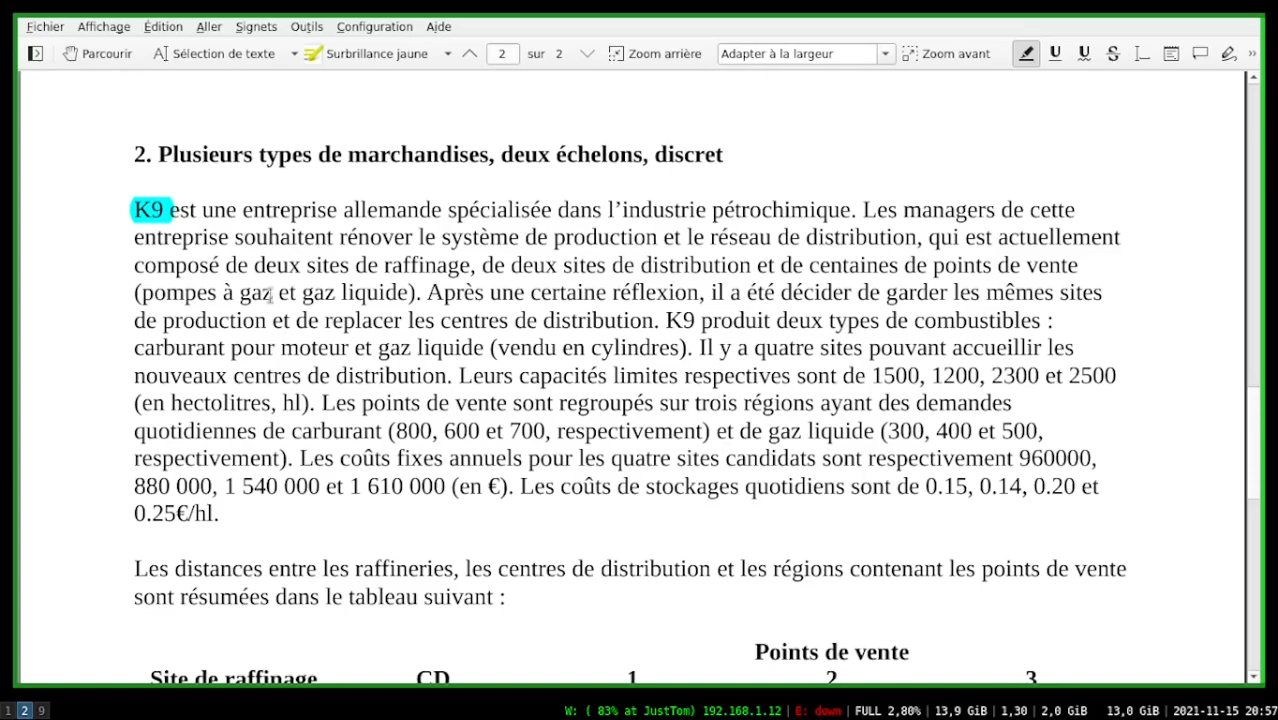 Fichier Affichage Édition Aller Signets Outils Configuration Aide
Parcourir Sélection de texte Surbrillance jaune 2 sur 2 Zoom arrière Adapter à la largeur Zoom avant
2. Plusieurs types de marchandises, deux échelons, discret
K9 est une entreprise allemande spécialisée dans l’industrie pétrochimique. Les managers de cette
entreprise souhaitent rénover le système de production et le réseau de distribution, qui est actuellement
composé de deux sites de raffinage, de deux sites de distribution et de centaines de points de vente
(pompes à gaz et gaz liquide). Après une certaine réflexion, il a été décider de garder les mêmes sites
de production et de replacer les centres de distribution. K9 produit deux types de combustibles :
carburant pour moteur et gaz liquide (vendu en cylindres). Il y a quatre sites pouvant accueillir les
nouveaux centres de distribution. Leurs capacités limites respectives sont de 1500, 1200, 2300 et 2500
(en hectolitres, hl). Les points de vente sont regroupés sur trois régions ayant des demandes
quotidiennes de carburant (800, 600 et 700, respectivement) et de gaz liquide (300, 400 et 500,
respectivement). Les coûts fixes annuels pour les quatre sites candidats sont respectivement 960000,
880 000, 1 540 000 et 1 610 000 (en €). Les coûts de stockages quotidiens sont de 0.15, 0.14, 0.20 et
0.25€/hl.
Les distances entre les raffineries, les centres de distribution et les régions contenant les points de vente
sont résumées dans le tableau suivant :
Points de vente
Site de raffinage CD 1 2 3
1 2 9 W: ( 83% at JustTom) 192.168.1.12 | E: down | FULL 2,80% | 13,9 GiB | 1,30 | 2,0 GiB | 13,0 GiB | 2021-11-15 20:57